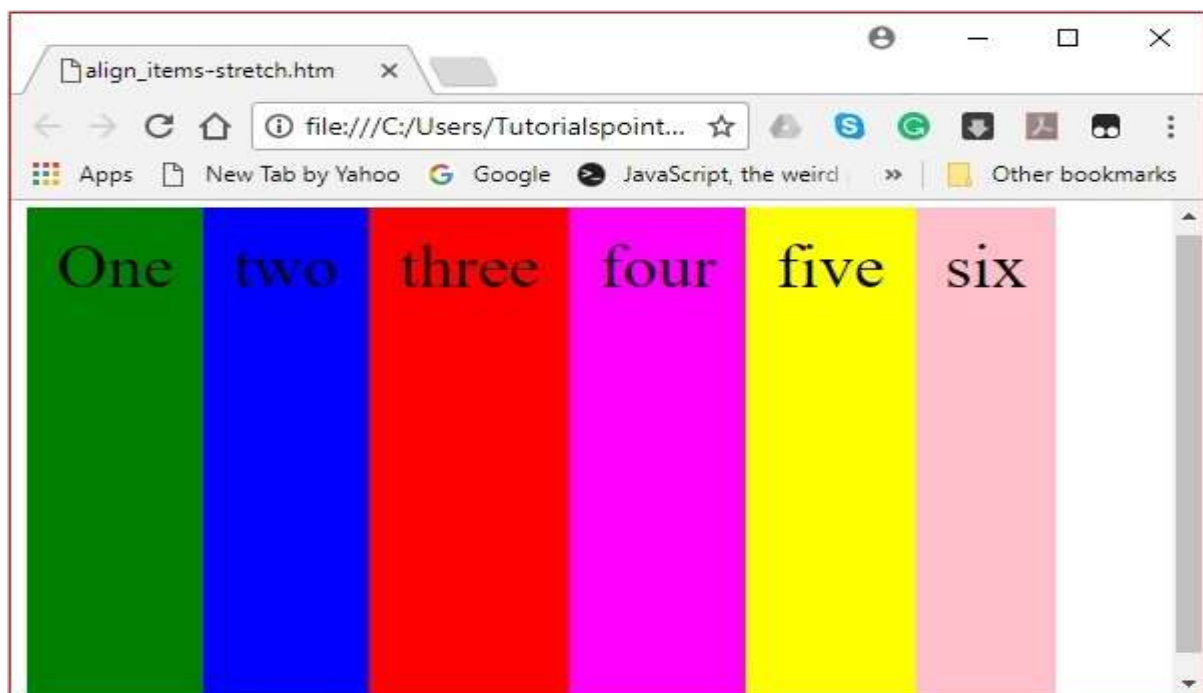 align_items-stretch.htm
file:///C:/Users/Tutorialspoint...
Apps New Tab by Yahoo Google JavaScript, the weird » Other bookmarks
One two three four five six